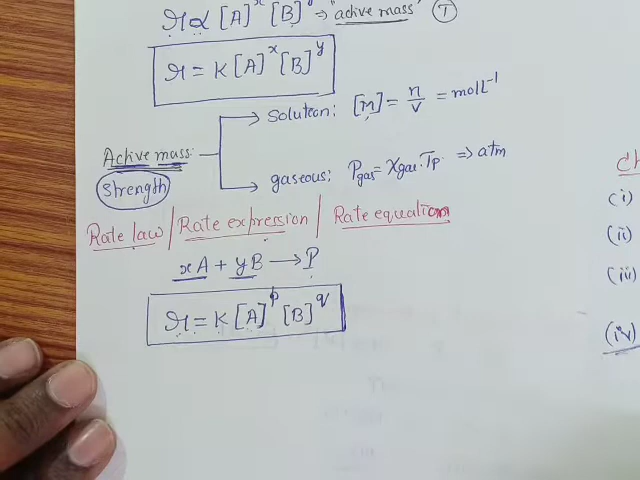 r ∝ [A]^x [B]^y ⇒ "active mass" (T)
r = K[A]^x [B]^y
Active mass:
solution: [M] = n/V = mol L^-1
gaseous: Pgas = Xgas. Tp ⇒ atm
(Strength)
Rate law / Rate expression / Rate equation
xA + yB → P
r = K [A]^p [B]^q
(i)
(ii)
(iii)
(iv)